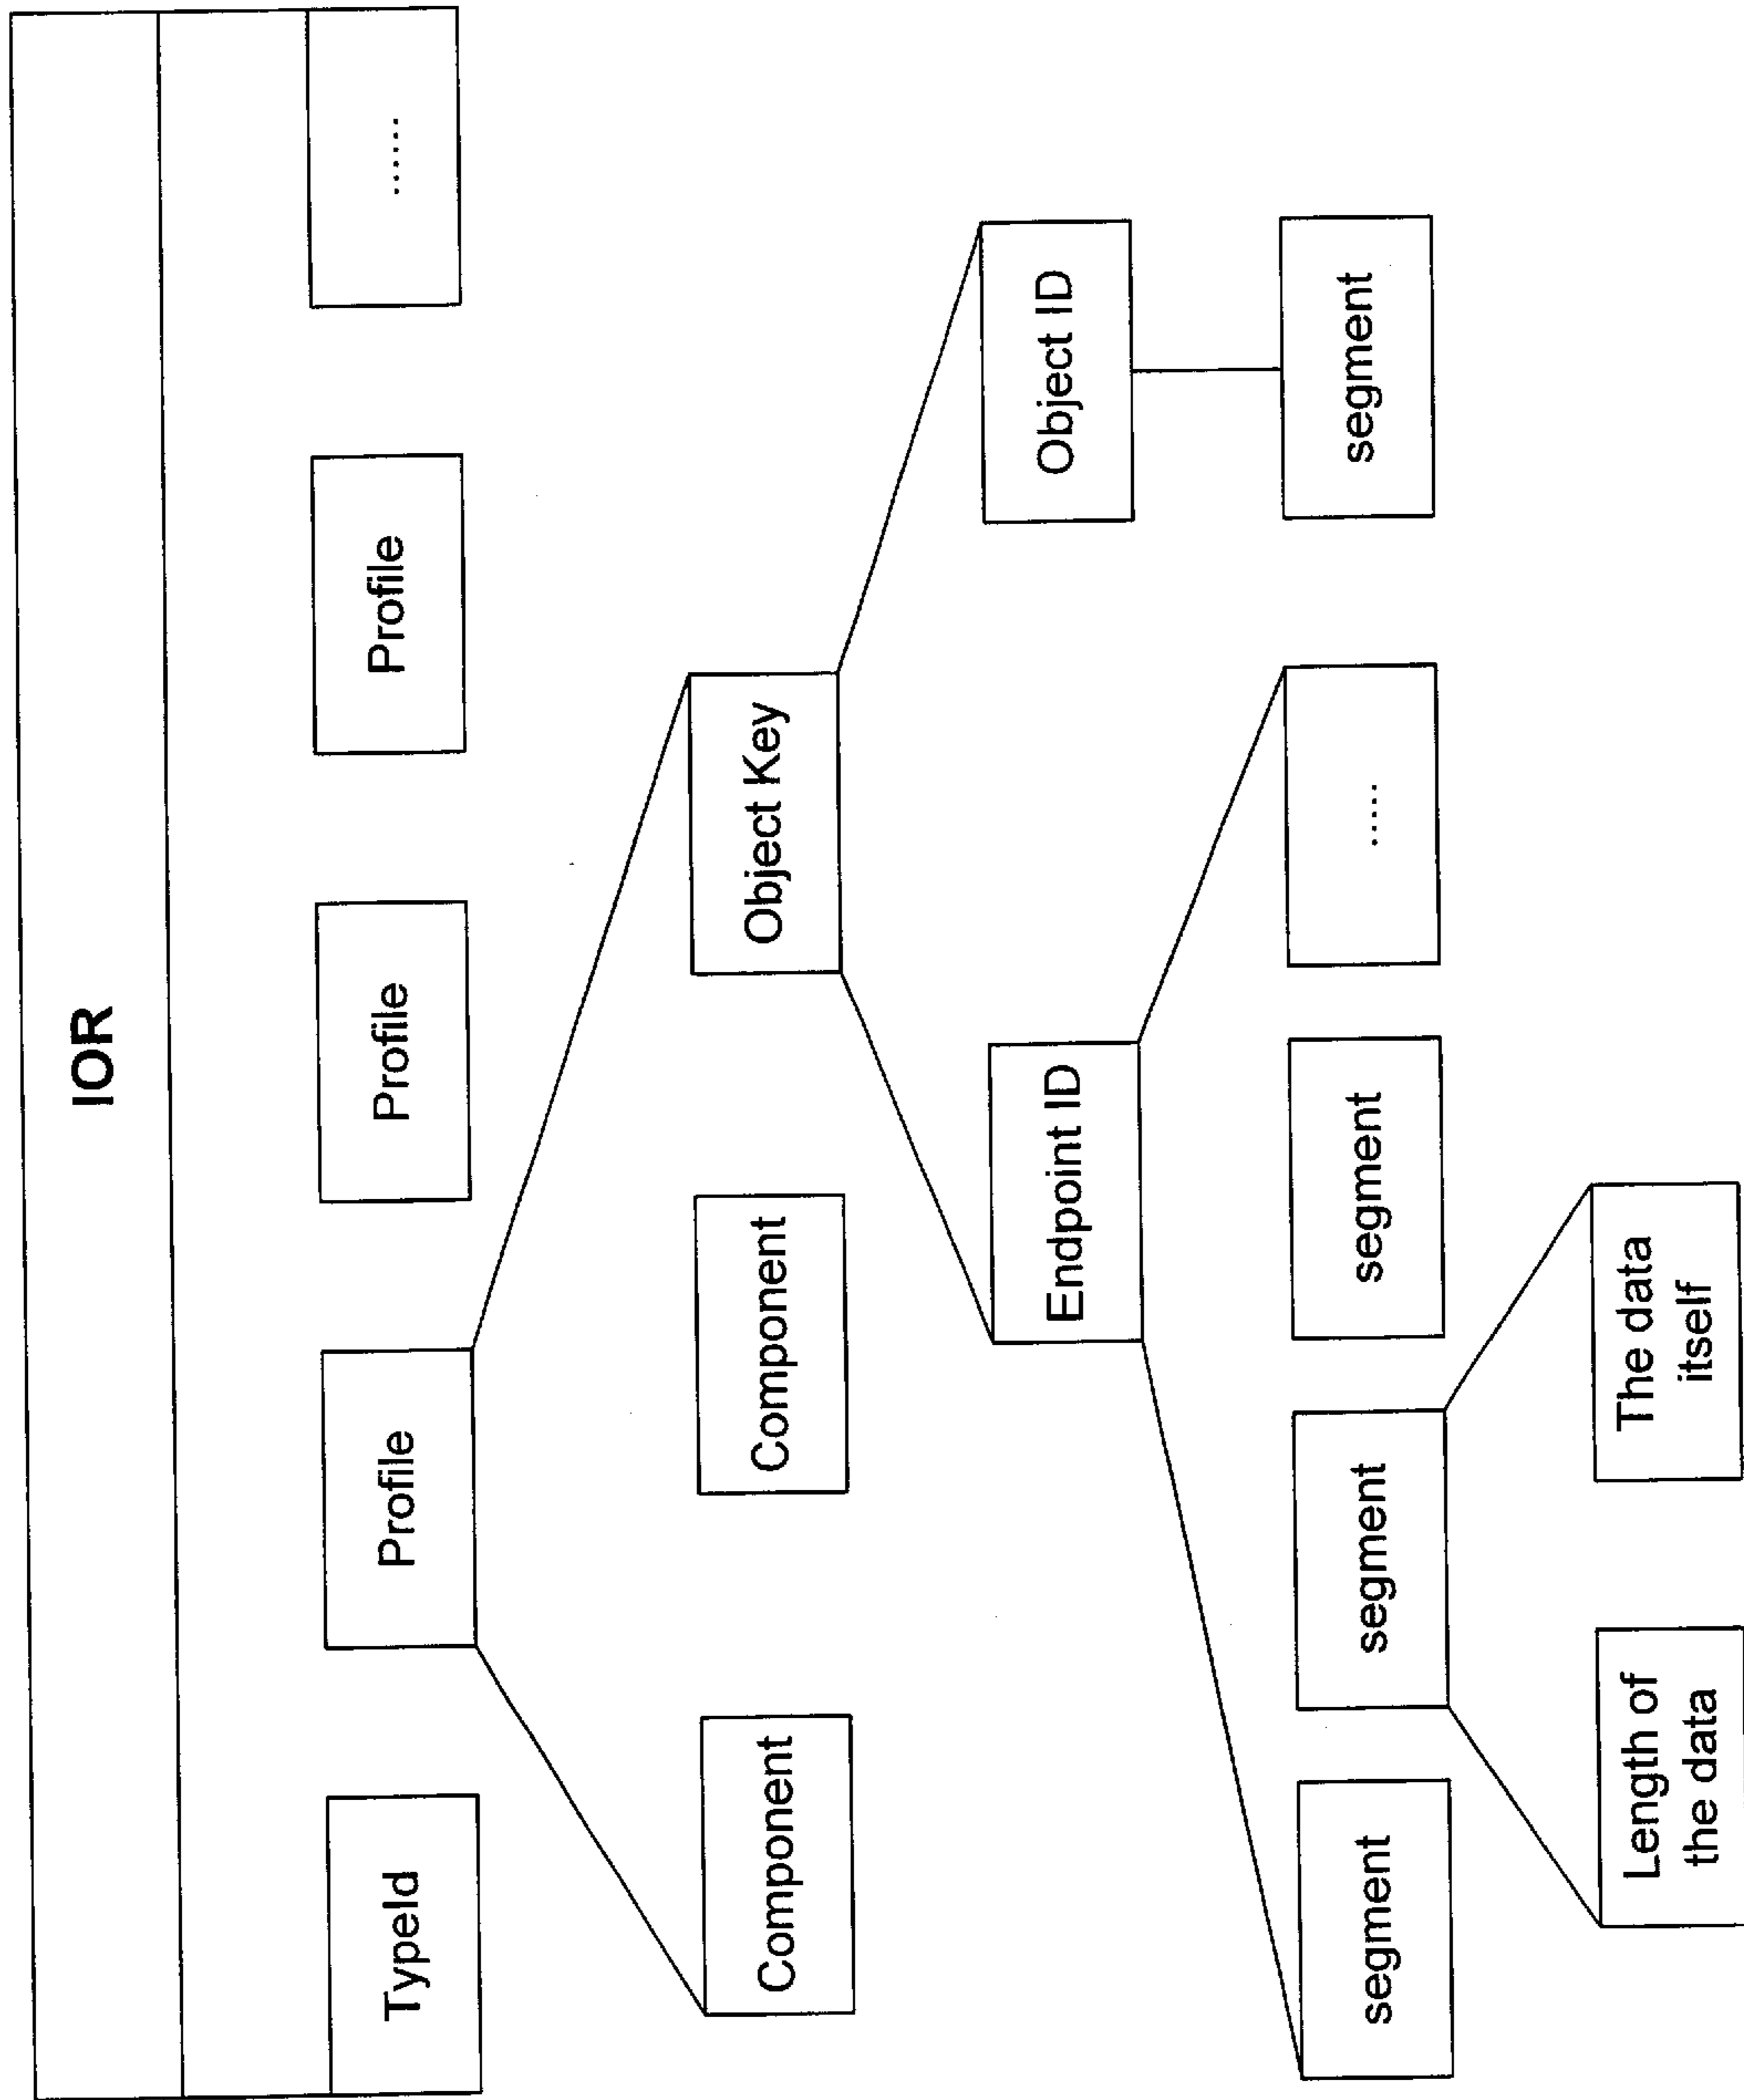 IOR
TypeId
Profile
Profile
Profile
......
Component
Component
Object Key
Endpoint ID
Object ID
segment
segment
segment
.....
segment
Length of
the data
The data
itself